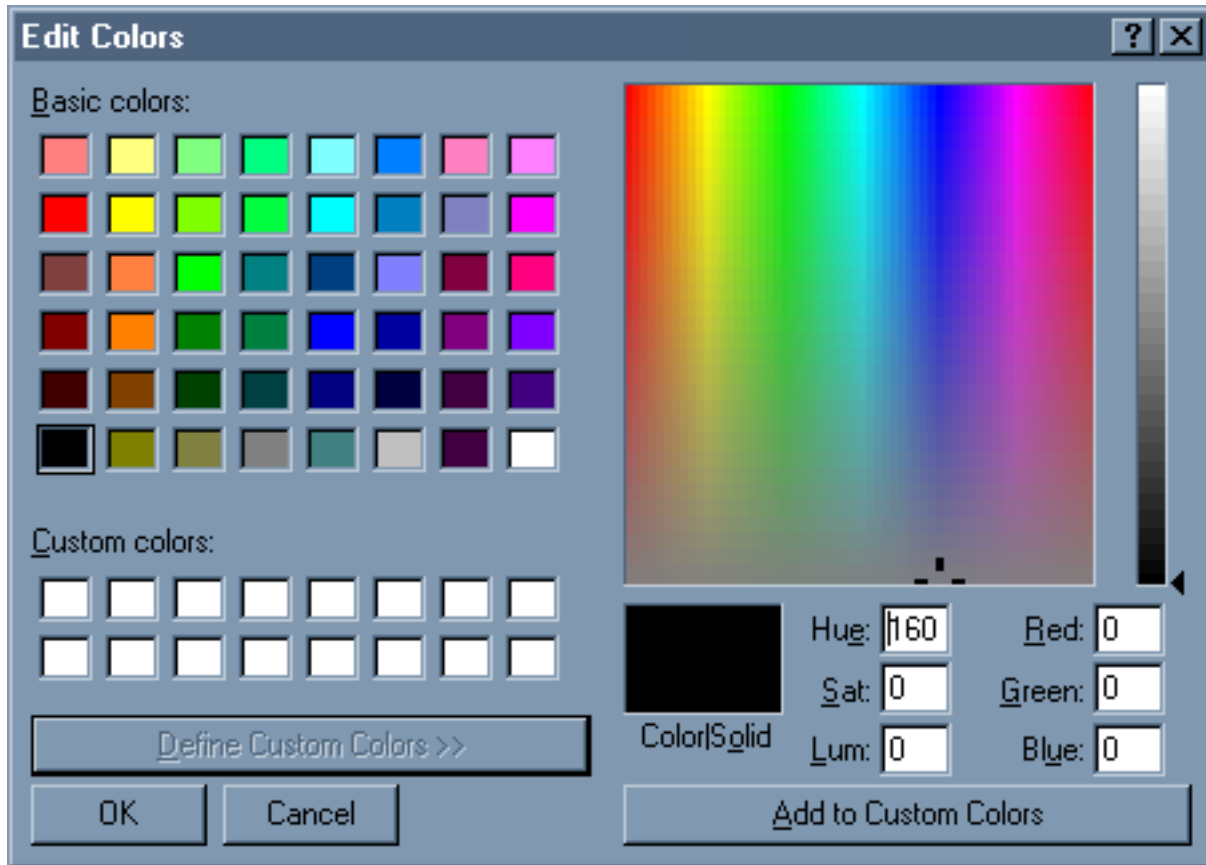 Edit Colors
Basic colors:
Custom colors:
Define Custom Colors >>
OK Cancel
Color|Solid
Hue: 160 Red: 0
Sat: 0 Green: 0
Lum: 0 Blue: 0
Add to Custom Colors